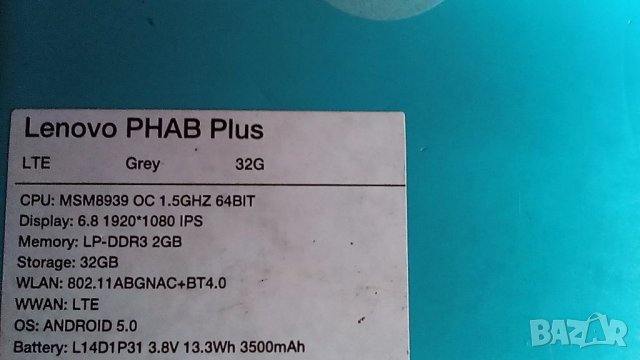 Lenovo PHAB Plus
LTE Grey 32G
CPU: MSM8939 OC 1.5GHZ 64BIT
Display: 6.8 1920*1080 IPS
Memory: LP-DDR3 2GB
Storage: 32GB
WLAN: 802.11ABGNAC+BT4.0
WWAN: LTE
OS: ANDROID 5.0
Battery: L14D1P31 3.8V 13.3Wh 3500mAh
BAZAR